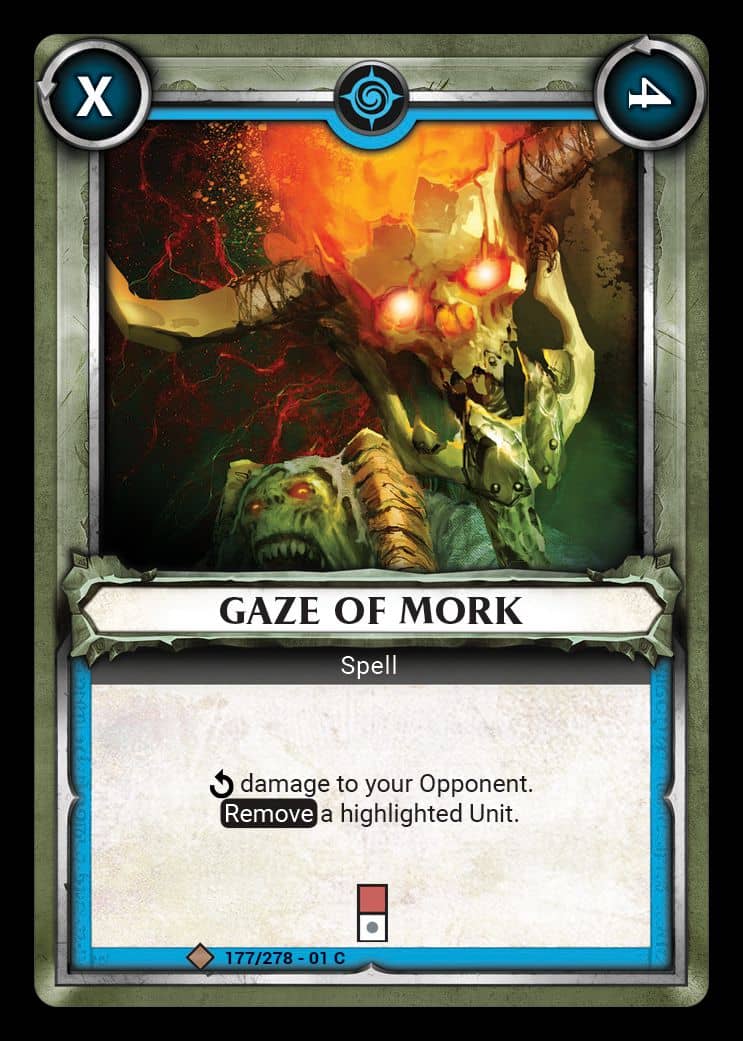 X
4
GAZE OF MORK
Spell
damage to your Opponent.
Remove a highlighted Unit.
177/278 - 01 C